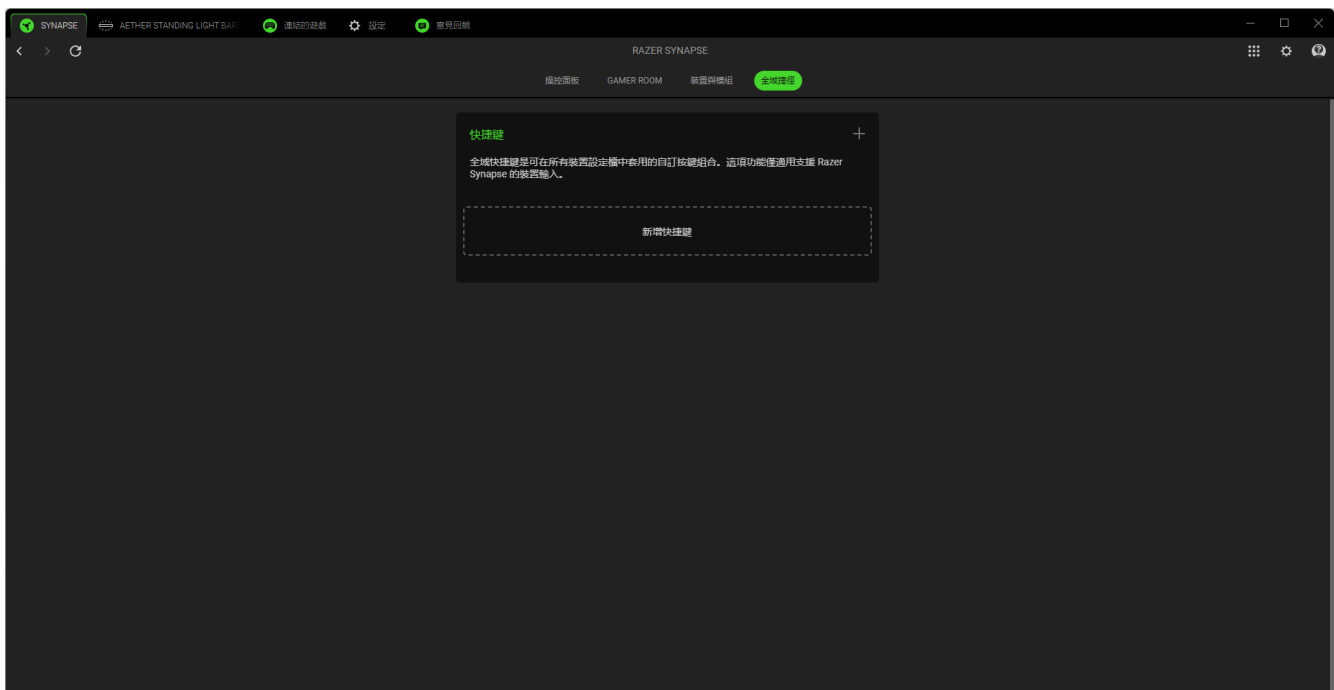 SYNAPSE
AETHER STANDING LIGHT BAR
連結的遊戲
設定
意見回饋
RAZER SYNAPSE
操控面板
GAMER ROOM
裝置與模組
全域捷徑
快捷鍵
全域快捷鍵是可在所有裝置設定檔中套用的自訂按鍵組合。這項功能僅適用支援 Razer
Synapse 的裝置輸入。
新增快捷鍵